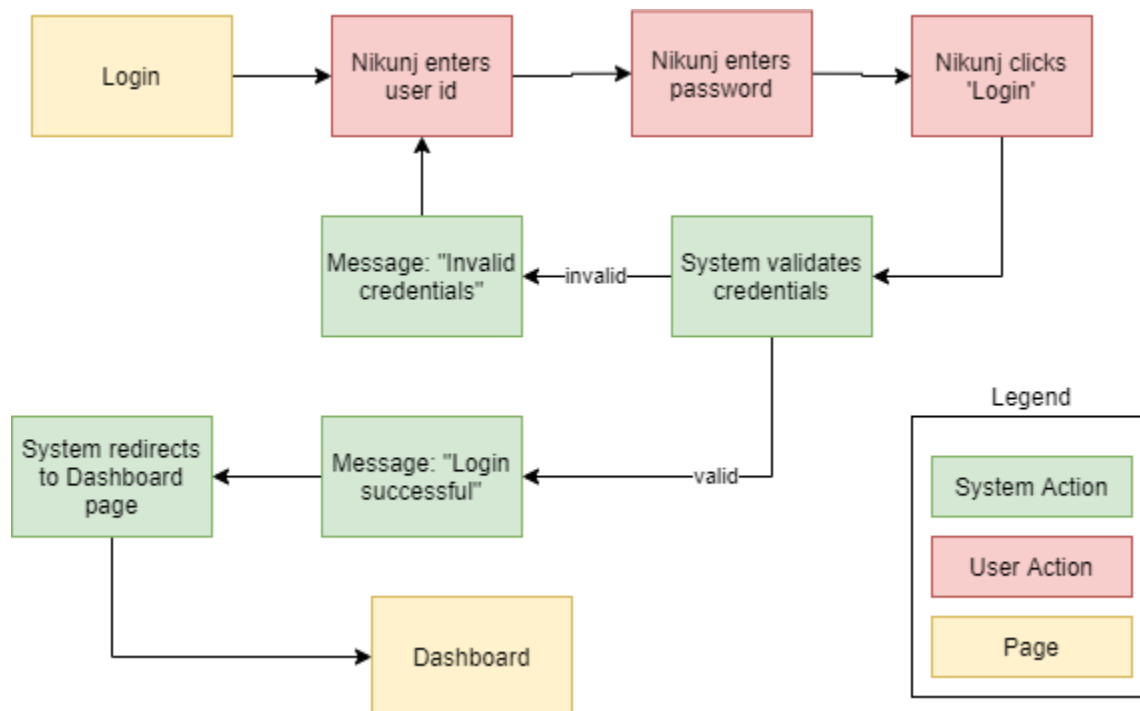 Login
Nikunj enters
user id
Nikunj enters
password
Nikunj clicks
'Login'
Message: "Invalid
credentials"
invalid
System validates
credentials
System redirects
to Dashboard
page
Message: "Login
successful"
valid
Dashboard
Legend
System Action
User Action
Page